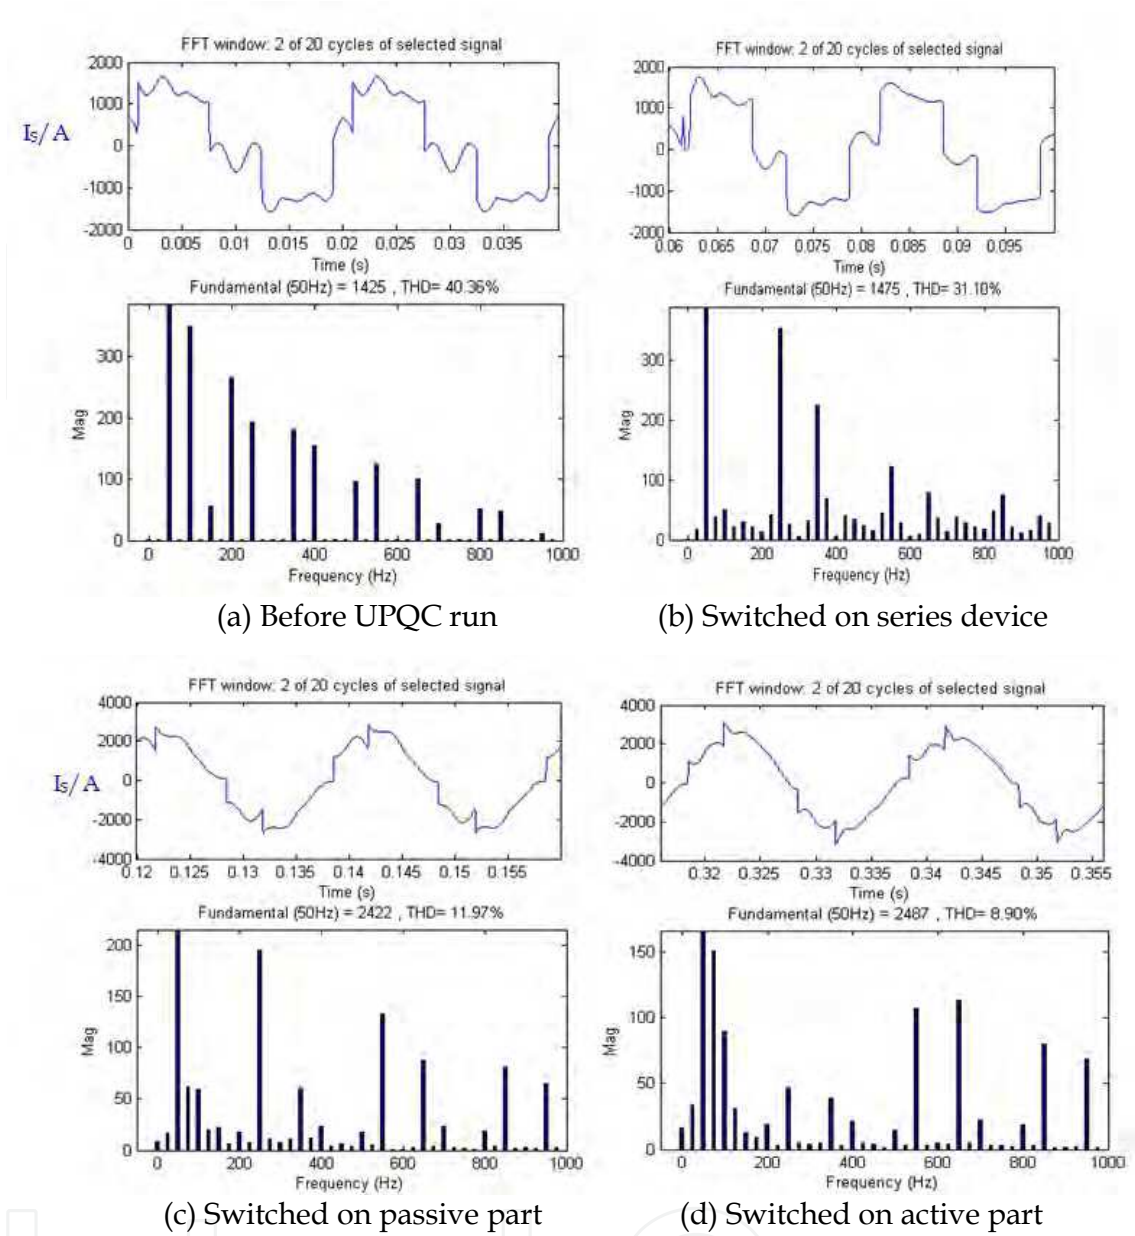 FFT window: 2 of 20 cycles of selected signal
2000
1000
0
-1000
-2000
Is/A
0 0.005 0.01 0.015 0.02 0.025 0.03 0.035
Time (s)
Fundamental (50Hz) = 1425 , THD= 40.36%
300
200
100
0
Mag
0 200 400 600 800 1000
Frequency (Hz)
(a) Before UPQC run
FFT window: 2 of 20 cycles of selected signal
2000
1000
0
-1000
-2000
0.06 0.065 0.07 0.075 0.08 0.085 0.09 0.095
Time (s)
Fundamental (50Hz) = 1475 , THD= 31.10%
300
200
100
0
Mag
0 200 400 600 800 1000
Frequency (Hz)
(b) Switched on series device
FFT window: 2 of 20 cycles of selected signal
4000
2000
0
-2000
-4000
Is/A
0.12 0.125 0.13 0.135 0.14 0.145 0.15 0.155
Time (s)
Fundamental (50Hz) = 2422 , THD= 11.97%
200
150
100
50
0
Mag
0 200 400 600 800 1000
Frequency (Hz)
(c) Switched on passive part
FFT window: 2 of 20 cycles of selected signal
4000
2000
0
-2000
-4000
0.32 0.325 0.33 0.335 0.34 0.345 0.35 0.355
Time (s)
Fundamental (50Hz) = 2487 , THD= 8.90%
150
100
50
0
Mag
0 200 400 600 800 1000
Frequency (Hz)
(d) Switched on active part